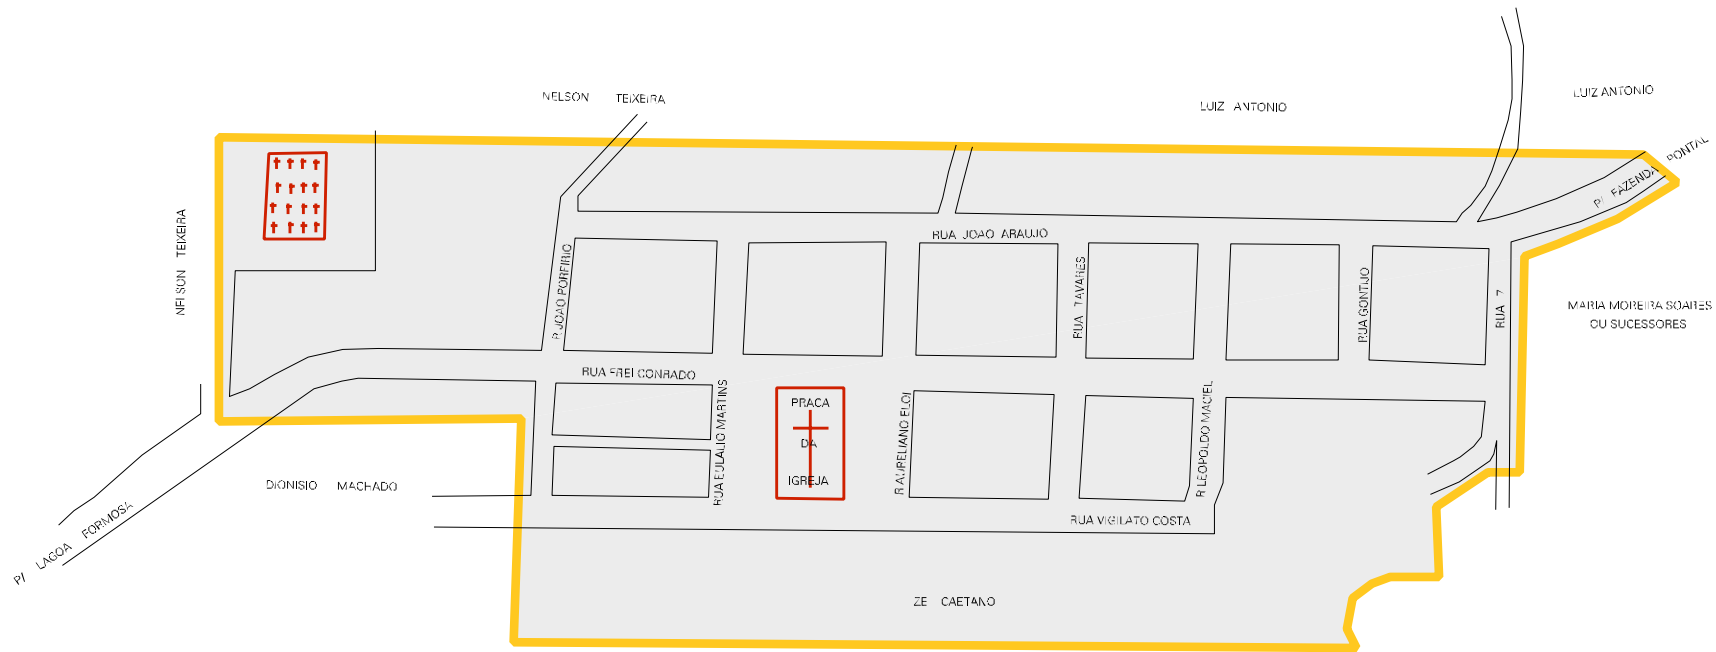 NELSON TEIXEIRA
LUIZ ANTONIO
LUIZ ANTONIO
P/ FAZENDA PONTAL
NELSON TEIXEIRA
RUA JOAO ARAUJO
R JOAO PORFIRIO
RUA TAVARES
RUA GONTIJO
RUA 7
MARIA MOREIRA SOARES
OU SUCESSORES
RUA FREI CONRADO
RUA EULALIO MARTINS
PRACA
DA
IGREJA
R AURELIANO ELOI
R LEOPOLDO MACIEL
DIONISIO MACHADO
P/ LAGOA FORMOSA
RUA VIGILATO COSTA
ZE CAETANO